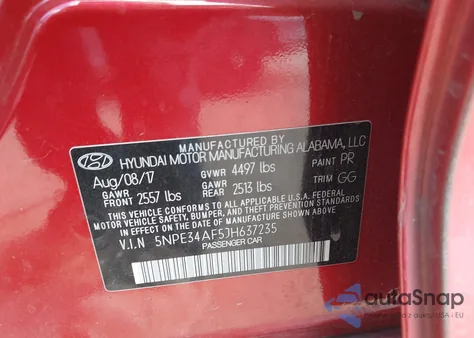 MANUFACTURED BY
HYUNDAI MOTOR MANUFACTURING ALABAMA, LLC
Aug/08/17 GVWR 4497 lbs PAINT PR
GAWR FRONT 2557 lbs GAWR REAR 2513 lbs TRIM GG
THIS VEHICLE CONFORMS TO ALL APPLICABLE FEDERAL
MOTOR VEHICLE SAFETY, BUMPER, AND THEFT PREVENTION
STANDARDS IN EFFECT ON THE DATE OF MANUFACTURE SHOWN ABOVE.
V.I.N 5NPE34AF5JH637235
PASSENGER CAR
autaSnap